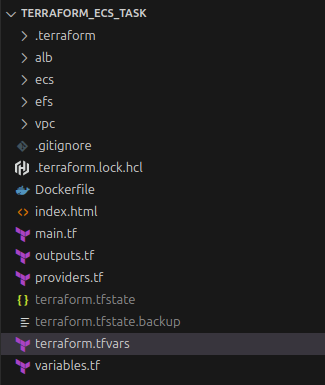 TERRAFORM_ECS_TASK
.terraform
alb
ecs
efs
vpc
.gitignore
.terraform.lock.hcl
Dockerfile
index.html
main.tf
outputs.tf
providers.tf
terraform.tfstate
terraform.tfstate.backup
terraform.tfvars
variables.tf